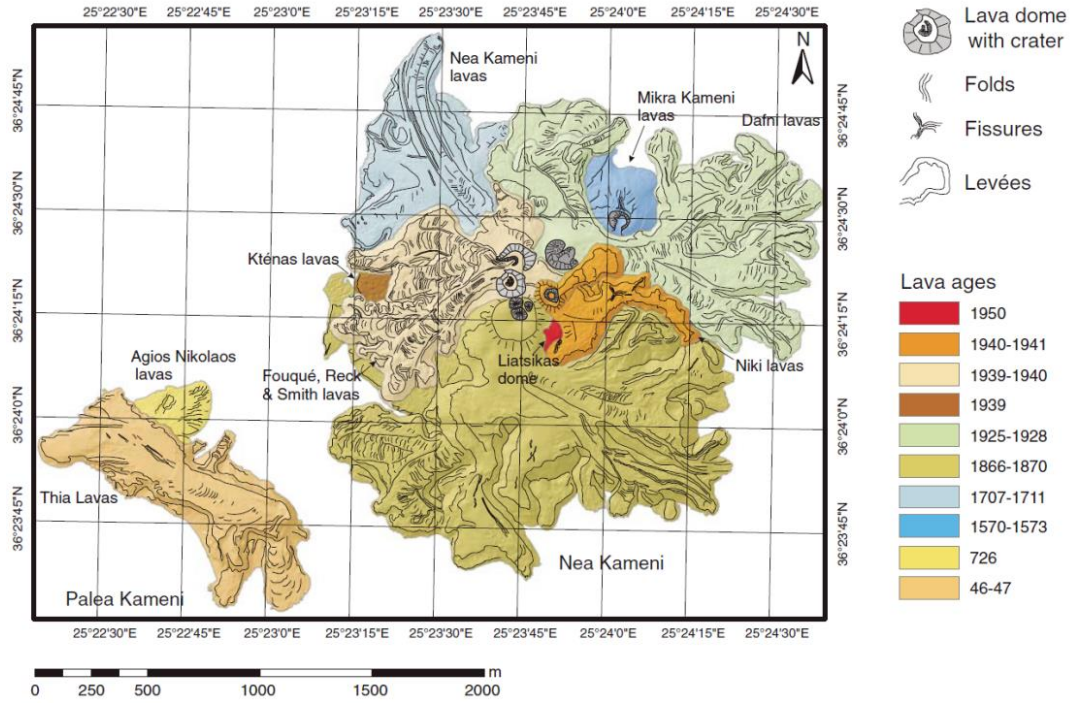 25°22'30"E 25°22'45"E 25°23'0"E 25°23'15"E 25°23'30"E 25°23'45"E 25°24'0"E 25°24'15"E 25°24'30"E
36°24'45"N
36°24'30"N
36°24'15"N
36°24'0"N
36°23'45"N
N
Nea Kameni
lavas
Mikra Kameni
lavas
Dafni lavas
Kténas lavas
Agios Nikolaos
lavas
Fouqué, Reck
& Smith lavas
Liatsikas
dome
Niki lavas
Thia Lavas
Palea Kameni
Nea Kameni
36°24'45"N
36°24'30"N
36°24'15"N
36°24'0"N
36°23'45"N
25°22'30"E 25°22'45"E 25°23'0"E 25°23'15"E 25°23'30"E 25°23'45"E 25°24'0"E 25°24'15"E 25°24'30"E
m
0 250 500 1000 1500 2000
Lava dome
with crater
Folds
Fissures
Levées
Lava ages
1950
1940-1941
1939-1940
1939
1925-1928
1866-1870
1707-1711
1570-1573
726
46-47